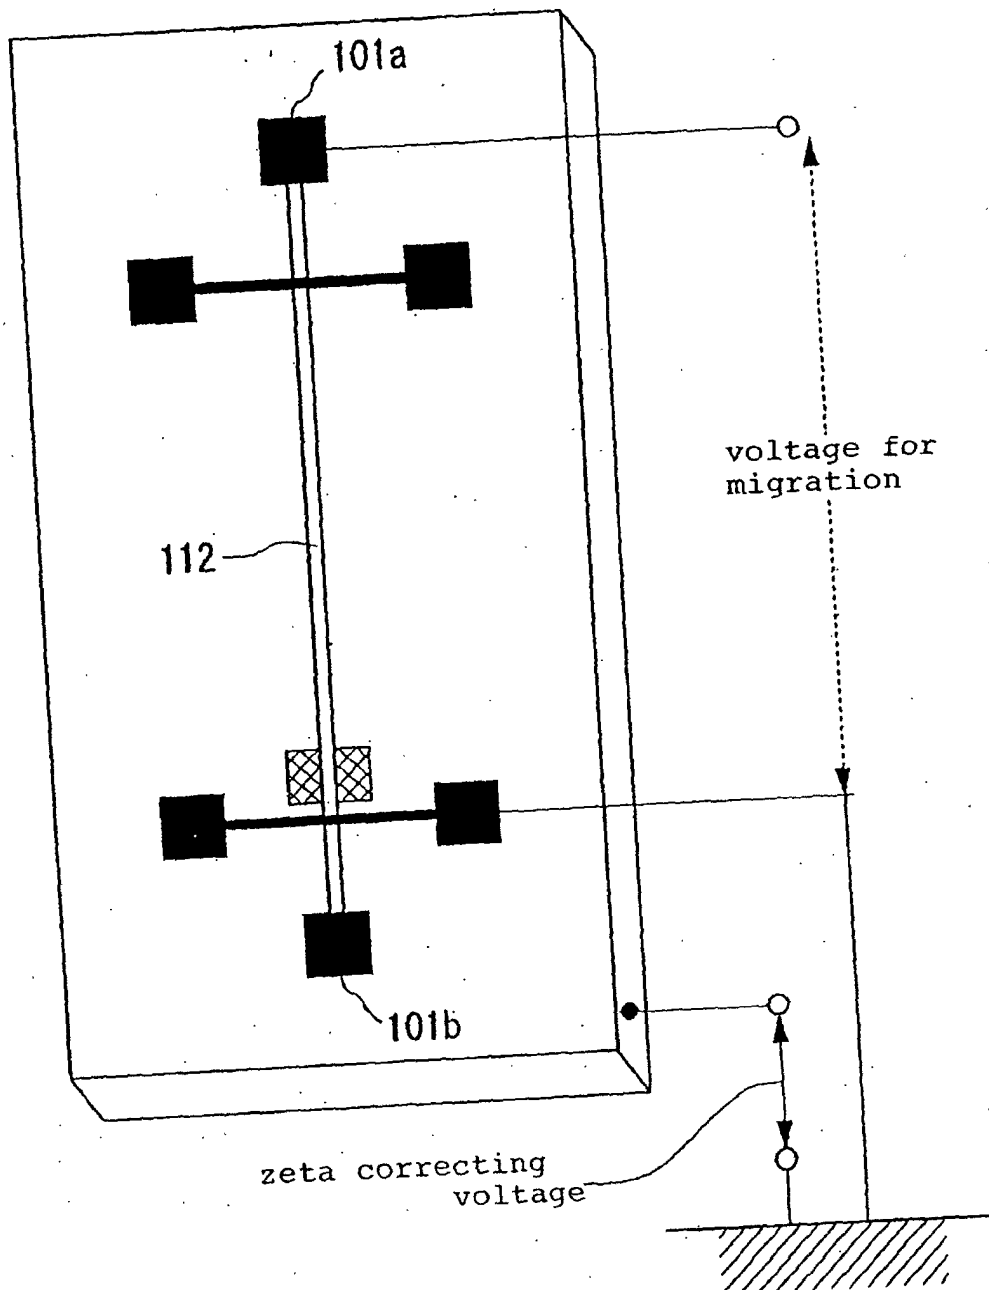 101a
voltage for
migration
112
101b
zeta correcting
voltage